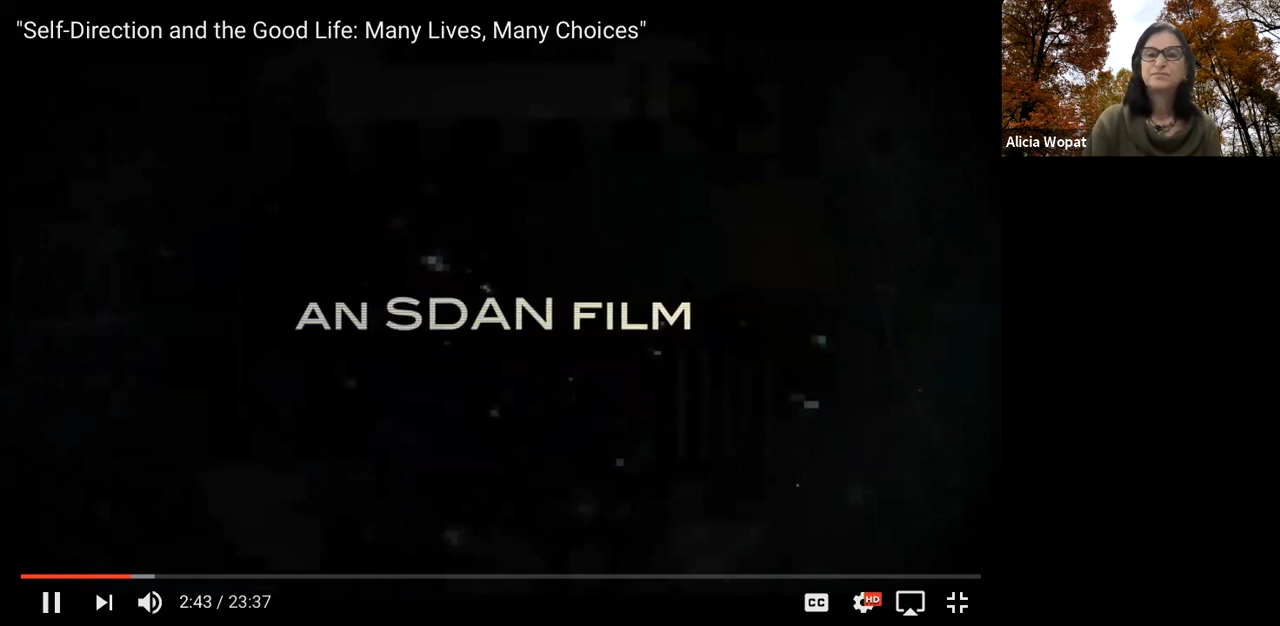 "Self-Direction and the Good Life: Many Lives, Many Choices"
Alicia Wopat
AN SDAN FILM
2:43 / 23:37
CC
HD